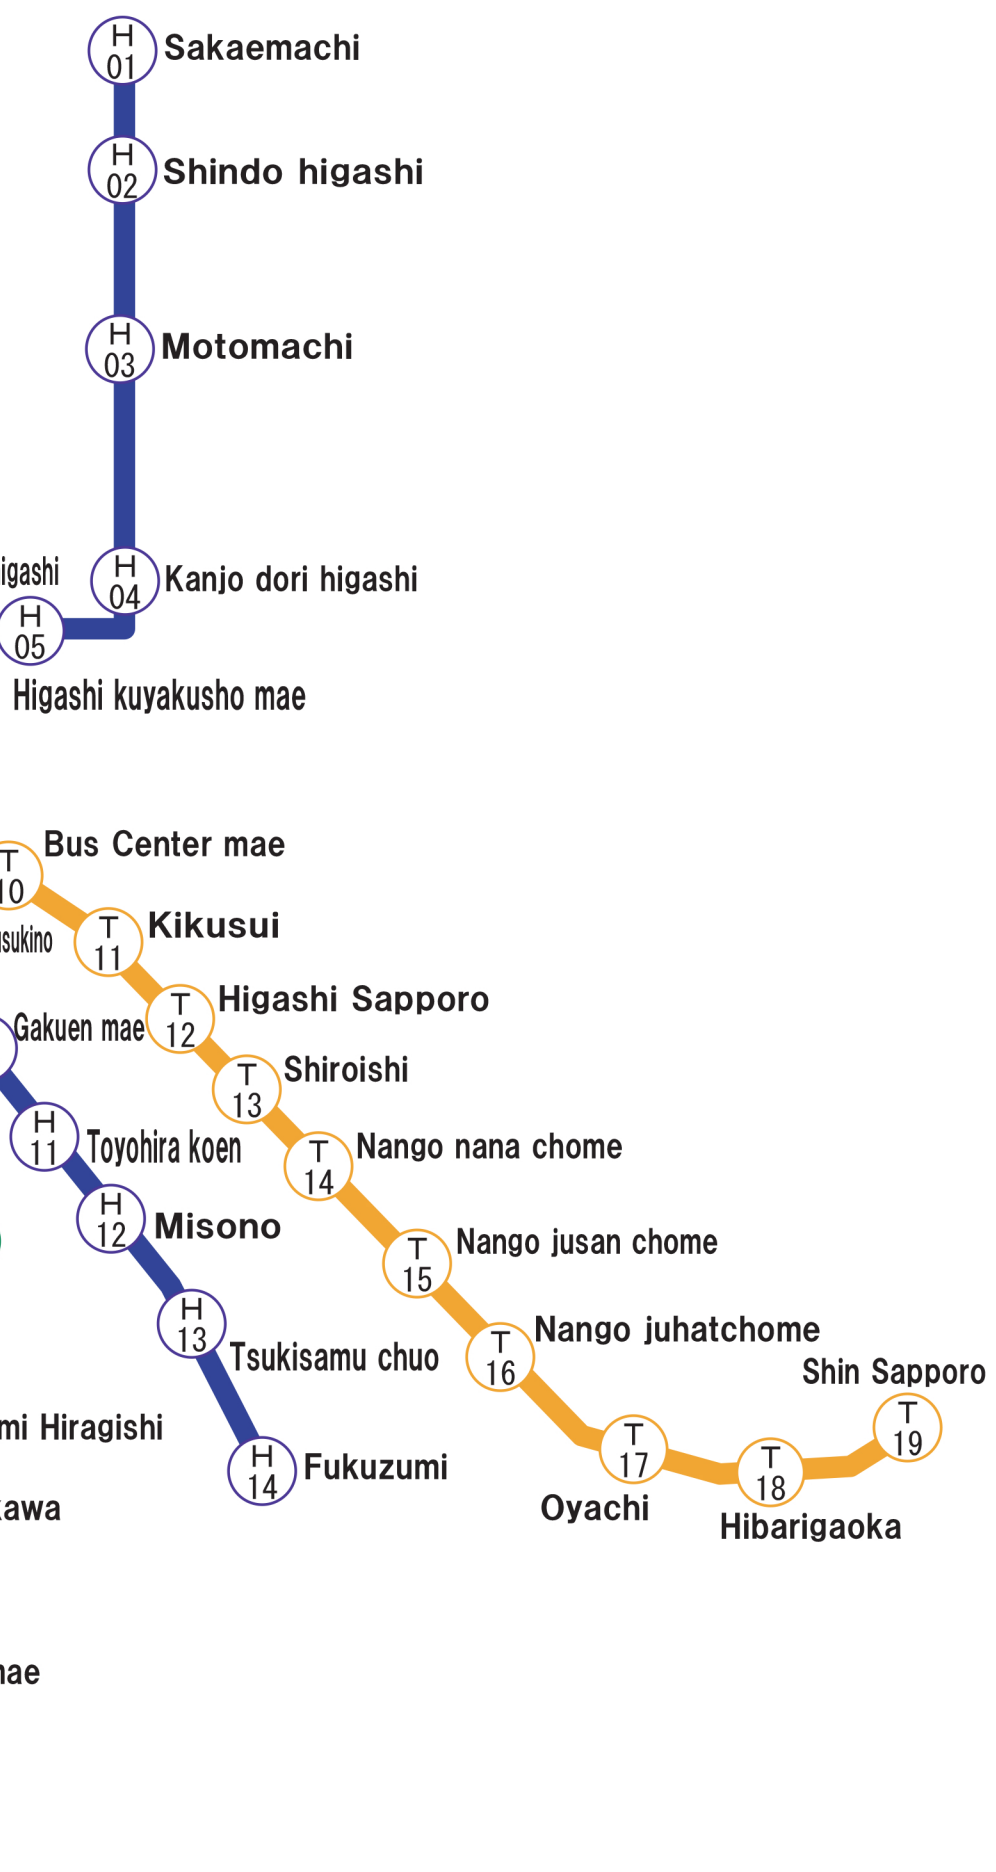 H
01
Sakaemachi
H
02
Shindo higashi
H
03
Motomachi
H
04
Kanjo dori higashi
igashi
H
05
Higashi kuyakusho mae
T
10
Bus Center mae
T
11
Kikusui
sukino
T
12
Higashi Sapporo
Gakuen mae
T
13
Shiroishi
H
11
Toyohira koen
T
14
Nango nana chome
H
12
Misono
T
15
Nango jusan chome
H
13
Tsukisamu chuo
T
16
Nango juhatchome
Shin Sapporo
T
19
mi Hiragishi
H
14
Fukuzumi
T
17
Oyachi
T
18
Hibarigaoka
kawa
mae